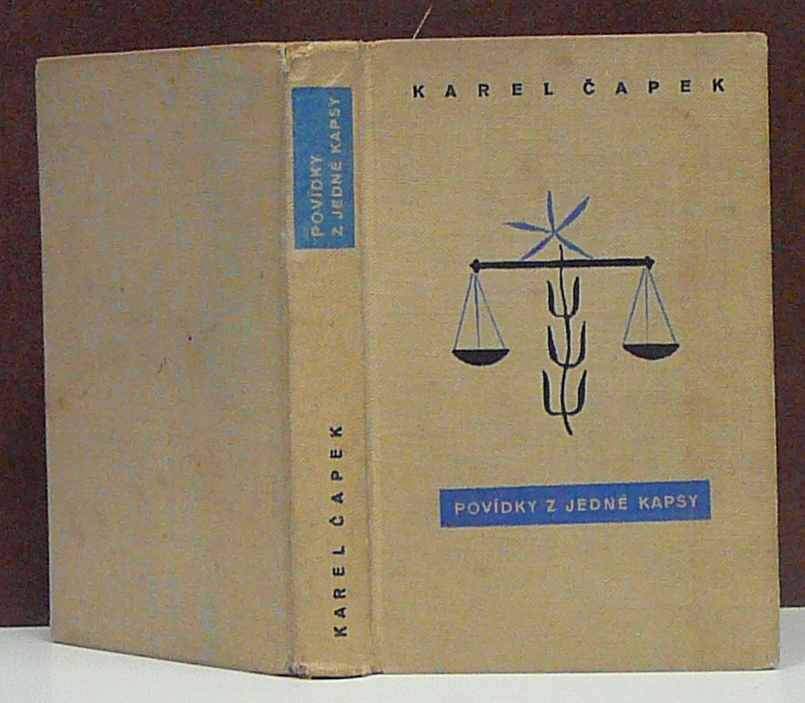 KAREL ČAPEK
POVÍDKY Z JEDNÉ KAPSY
POVÍDKY
Z JEDNÉ KAPSY
KAREL ČAPEK